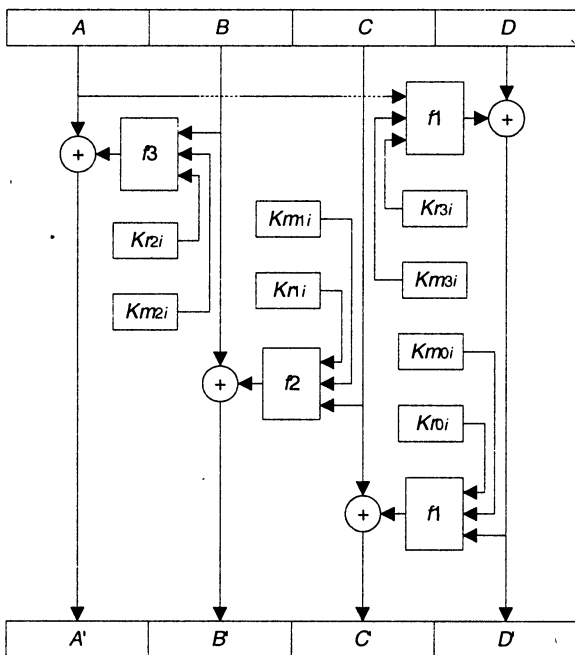 A B C D
f1
+
f3
+
Kr2i
Km1i
Kr3i
Km2i
Kr1i
Km3i
Km0i
f2
+
Kr0i
f1
+
A' B' C' D'